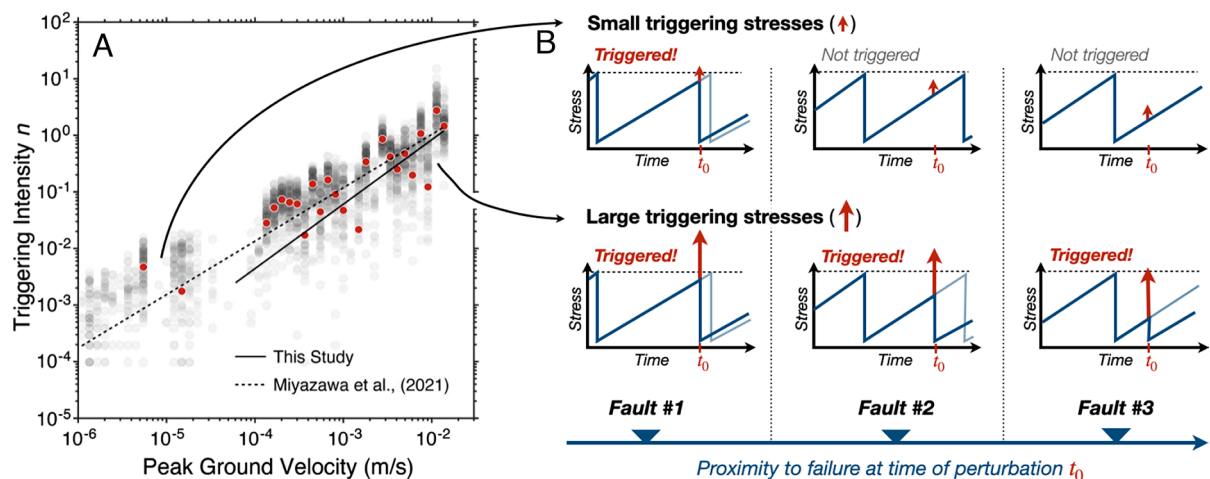 A
Triggering Intensity n
10²
10¹
10⁰
10⁻¹
10⁻²
10⁻³
10⁻⁴
10⁻⁵
This Study
Miyazawa et al., (2021)
10⁻⁶ 10⁻⁵ 10⁻⁴ 10⁻³ 10⁻²
Peak Ground Velocity (m/s)
B
Small triggering stresses ( )
Triggered! Not triggered Not triggered
Stress Stress Stress
Time t₀ Time t₀ Time t₀
Large triggering stresses ( )
Triggered! Triggered! Triggered!
Stress Stress Stress
Time t₀ Time t₀ Time t₀
Fault #1 Fault #2 Fault #3
Proximity to failure at time of perturbation t₀